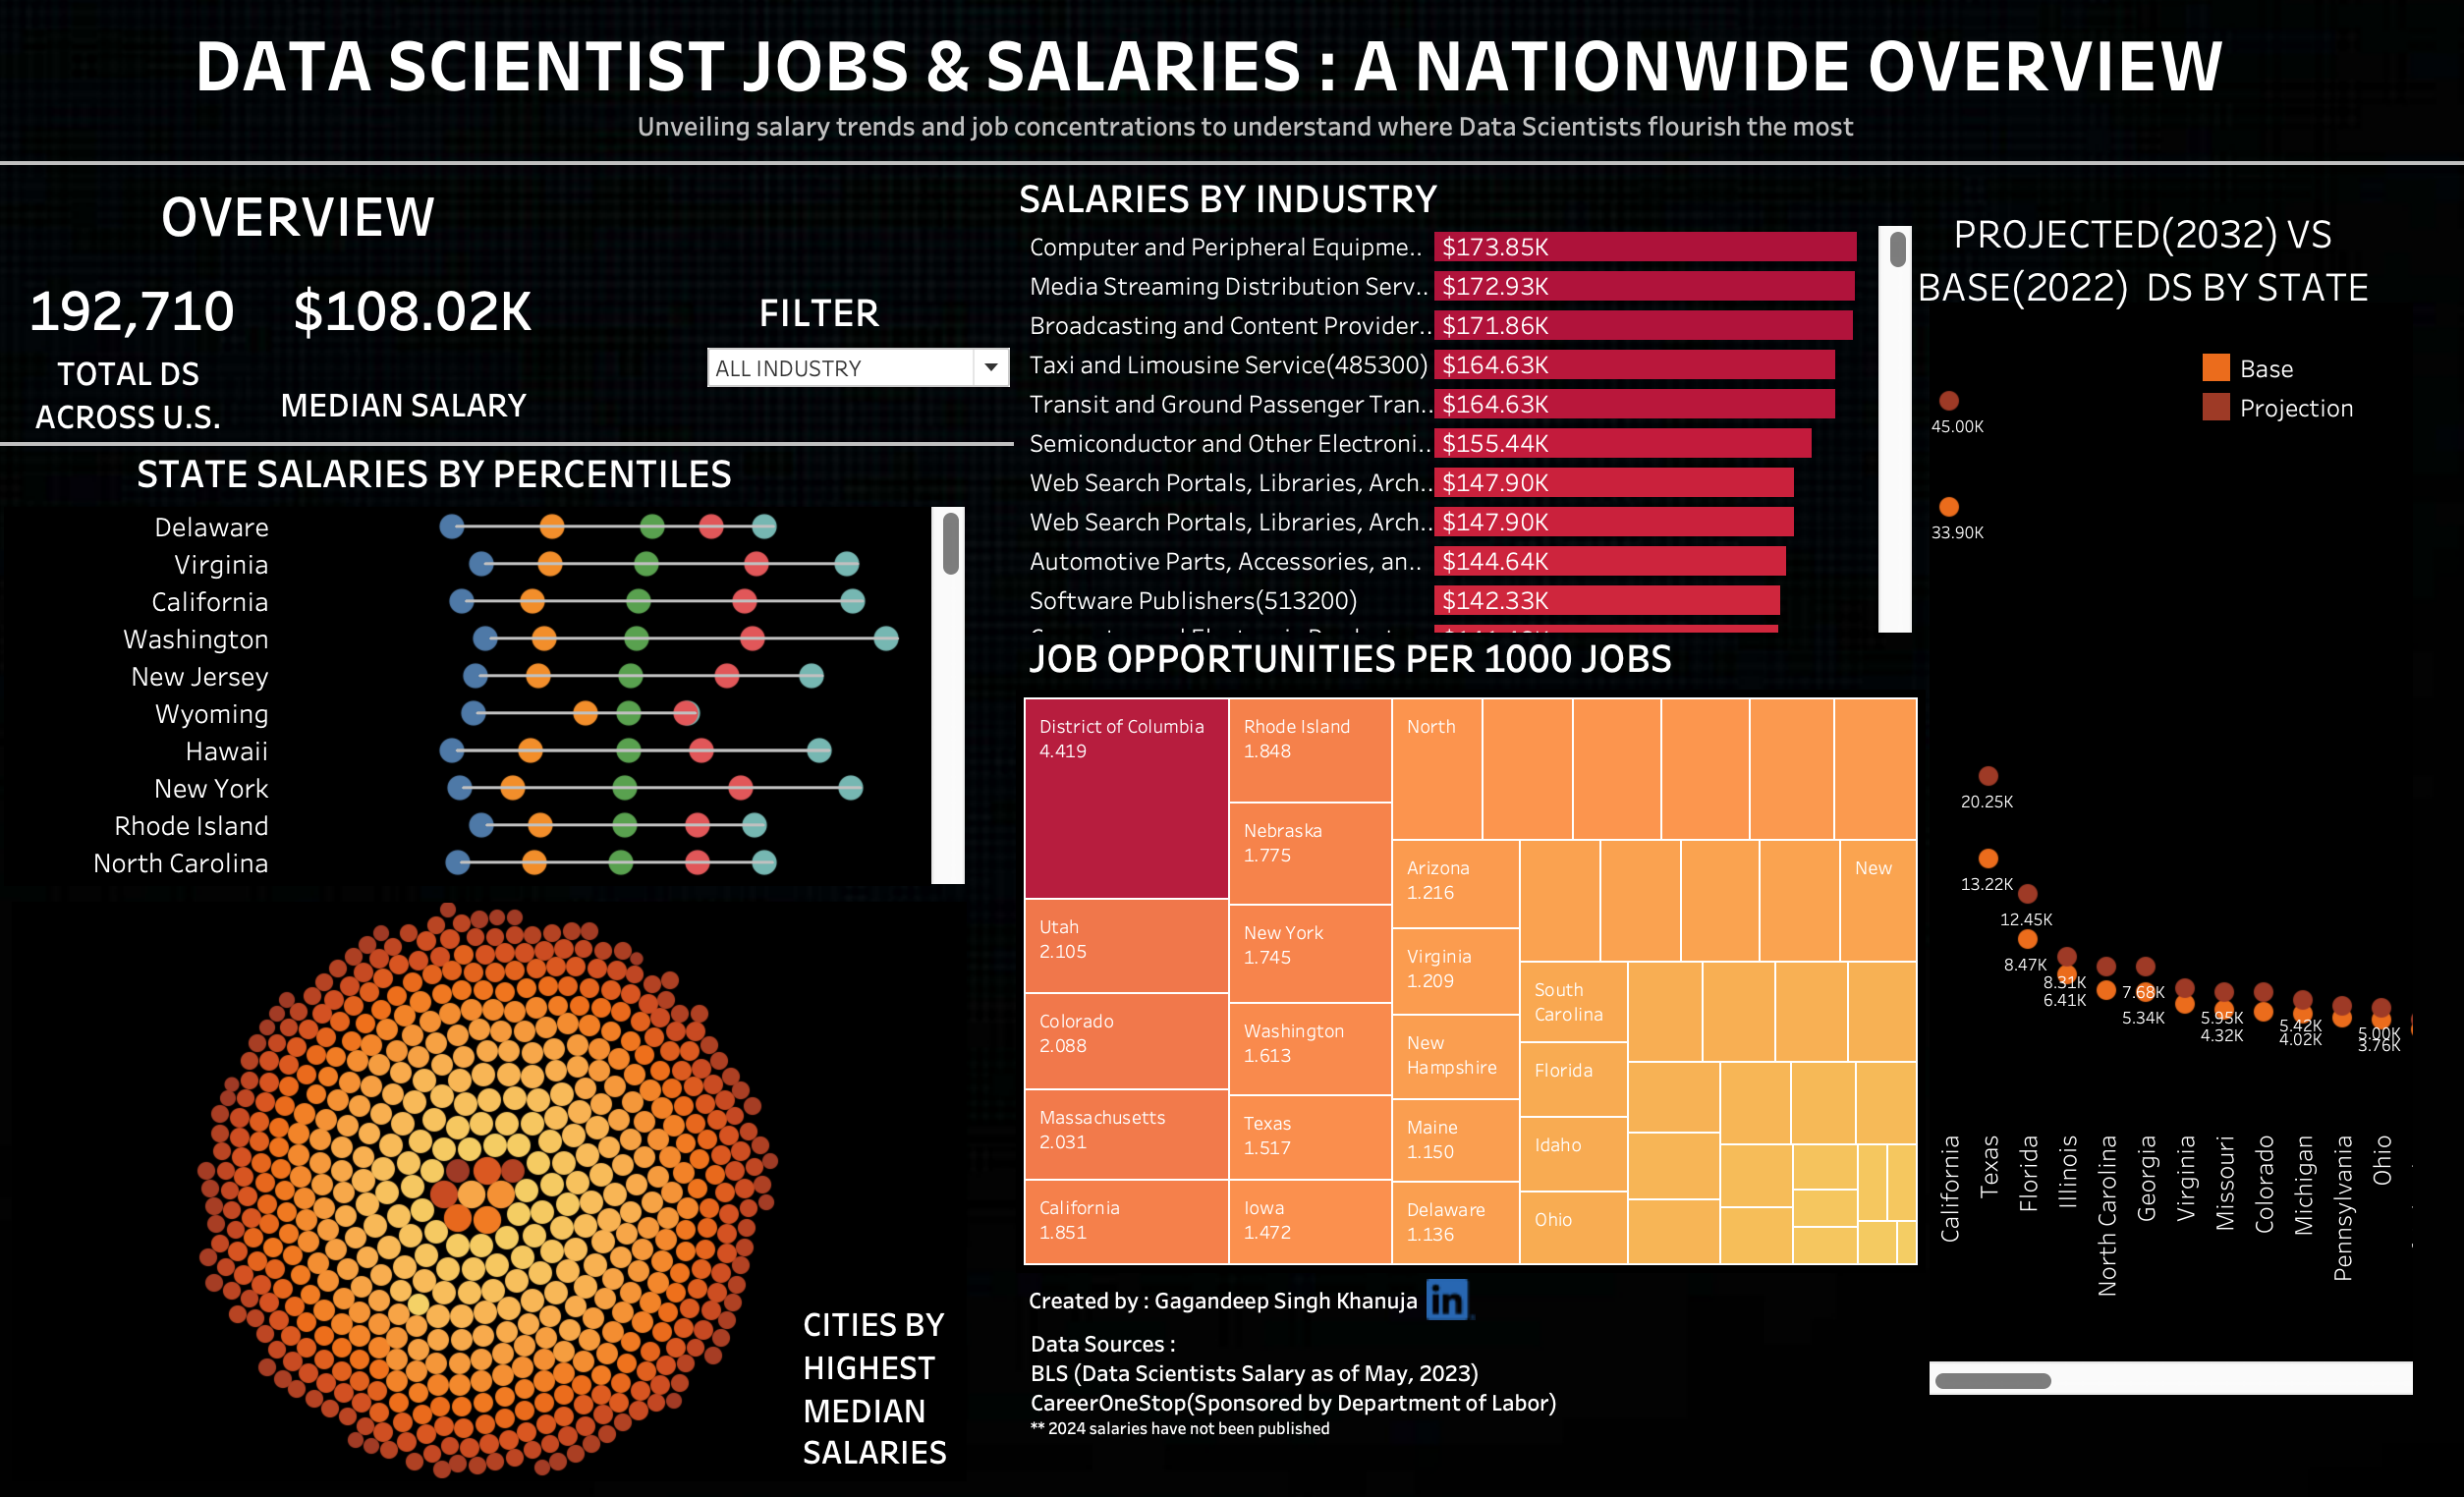 DATA SCIENTIST JOBS & SALARIES : A NATIONWIDE OVERVIEW
Unveiling salary trends and job concentrations to understand where Data Scientists flourish the most
OVERVIEW
192,710
TOTAL DS
ACROSS U.S.
$108.02K
MEDIAN SALARY
FILTER
ALL INDUSTRY
STATE SALARIES BY PERCENTILES
Delaware
Virginia
California
Washington
New Jersey
Wyoming
Hawaii
New York
Rhode Island
North Carolina
CITIES BY
HIGHEST
MEDIAN
SALARIES
SALARIES BY INDUSTRY
Computer and Peripheral Equipme.. $173.85K
Media Streaming Distribution Serv.. $172.93K
Broadcasting and Content Provider.. $171.86K
Taxi and Limousine Service(485300) $164.63K
Transit and Ground Passenger Tran.. $164.63K
Semiconductor and Other Electroni.. $155.44K
Web Search Portals, Libraries, Arch.. $147.90K
Web Search Portals, Libraries, Arch.. $147.90K
Automotive Parts, Accessories, an.. $144.64K
Software Publishers(513200) $142.33K
JOB OPPORTUNITIES PER 1000 JOBS
District of Columbia
4.419
Utah
2.105
Colorado
2.088
Massachusetts
2.031
California
1.851
Rhode Island
1.848
Nebraska
1.775
New York
1.745
Washington
1.613
Texas
1.517
Iowa
1.472
North
Arizona
1.216
Virginia
1.209
New
Hampshire
Maine
1.150
Delaware
1.136
New
South
Carolina
Florida
Idaho
Ohio
Created by : Gagandeep Singh Khanuja in
Data Sources :
BLS (Data Scientists Salary as of May, 2023)
CareerOneStop(Sponsored by Department of Labor)
** 2024 salaries have not been published
PROJECTED(2032) VS
BASE(2022) DS BY STATE
Base
Projection
45.00K
33.90K
20.25K
13.22K
12.45K
8.47K
8.31K
6.41K
7.68K
5.34K
5.95K
4.32K
5.42K
4.02K
5.00K
3.76K
California
Texas
Florida
Illinois
North Carolina
Georgia
Virginia
Missouri
Colorado
Michigan
Pennsylvania
Ohio